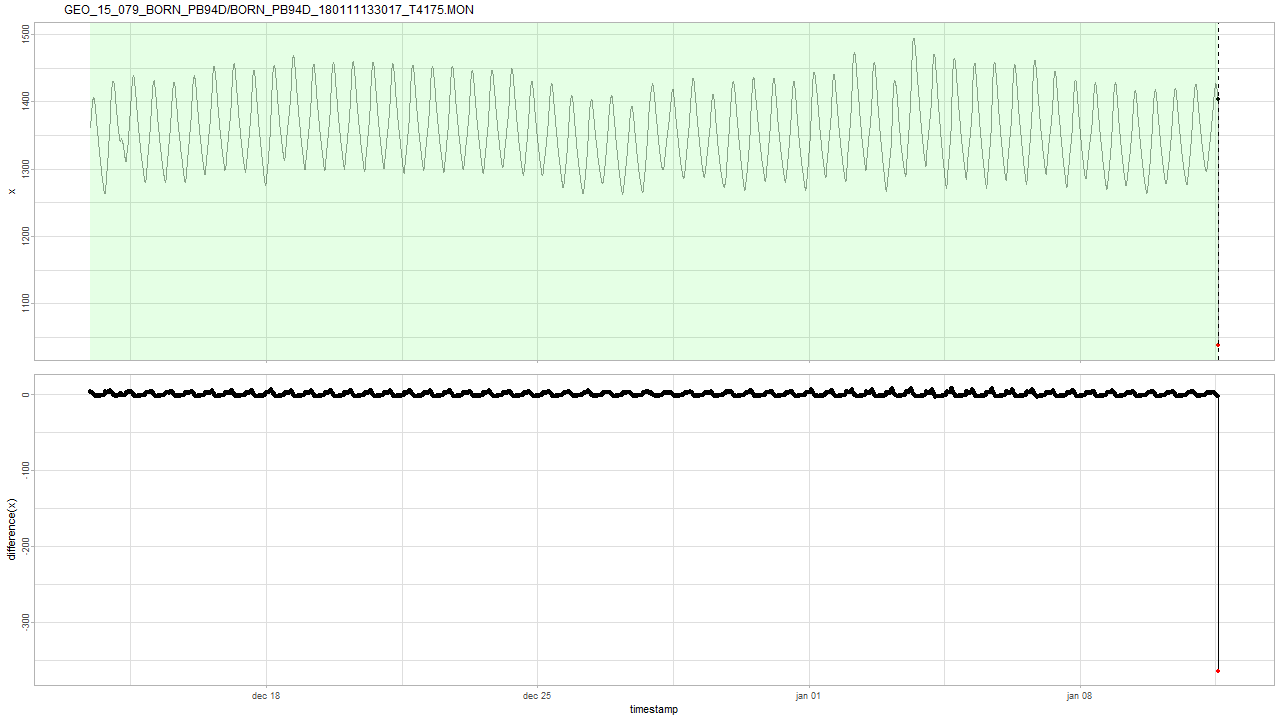 GEO_15_079_BORN_PB94D/BORN_PB94D_180111133017_T4175.MON
1500
1400
1300
1200
1100
x
0
-100
-200
-300
difference(x)
dec 18
dec 25
jan 01
jan 08
timestamp